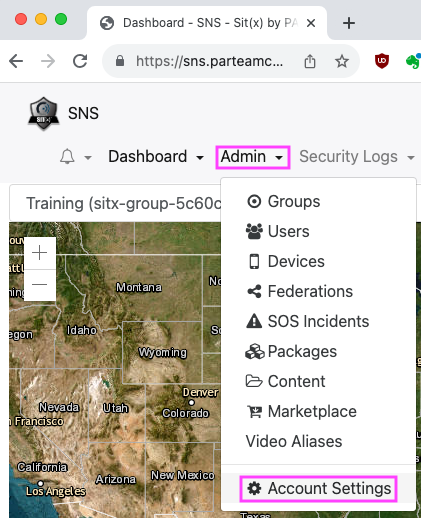 Dashboard - SNS - Sit(x) by PA
https://sns.parteamc...
SIT(X)
SNS
Dashboard
Admin
Security Logs
Training (sitx-group-5c60c
Groups
Users
Devices
Federations
SOS Incidents
Packages
Content
Marketplace
Video Aliases
Account Settings
Montana
Idaho
Wyoming
Nevada
Utah
Denver
Colorado
n Francisco
California
Arizona
New Mexico
Los Angeles
Texas